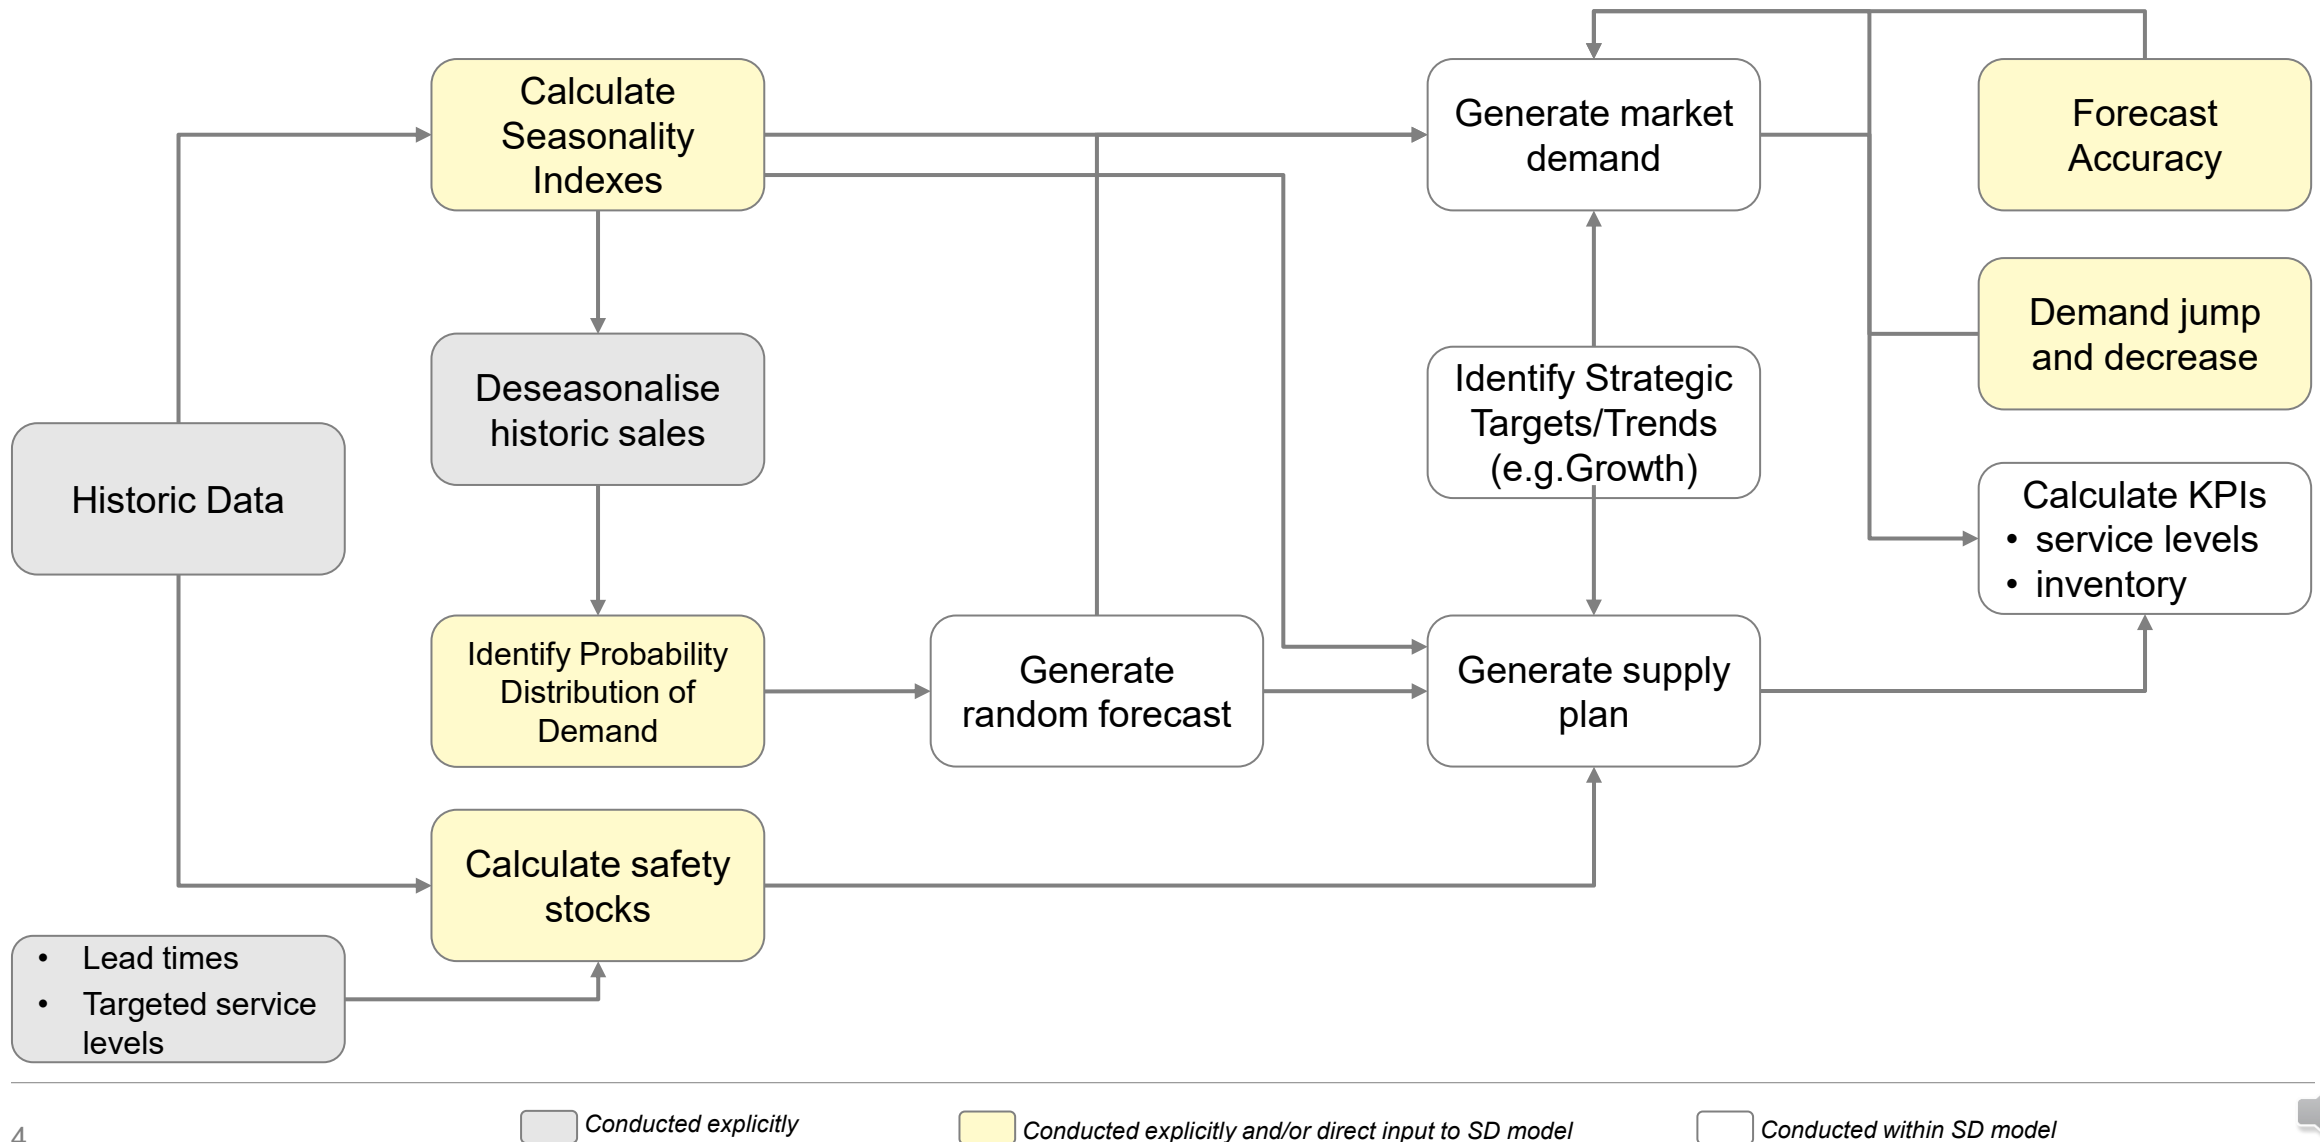 Calculate
Seasonality
Indexes
Generate market
demand
Forecast
Accuracy
Demand jump
and decrease
Deseasonalise
historic sales
Identify Strategic
Targets/Trends
(e.g.Growth)
Historic Data
Calculate KPIs
• service levels
• inventory
Identify Probability
Distribution of
Demand
Generate
random forecast
Generate supply
plan
Calculate safety
stocks
• Lead times
• Targeted service
levels
4
Conducted explicitly
Conducted explicitly and/or direct input to SD model
Conducted within SD model